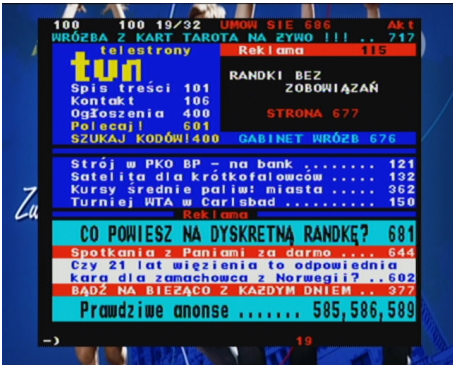 100 100 19/32 UMOW SIE 686 Akt
WRÓŻBA Z KART TAROTA NA ŻYWO !!! .. 717
telestrony
Reklama 115
tvn
RANDKI BEZ
ZOBOWIĄZAŃ
Spis treści 101
Kontakt 106
Ogłoszenia 400
STRONA 677
Polecaj! 601
SZUKAJ KODÓW!400
GABINET WRÓŻB 676
Strój w PKO BP - na bank ........ 121
Satelita dla krótkofalowców ..... 132
Kursy średnie paliw: miasta ..... 362
Turniej WTA w Carlsbad .......... 150
Reklama
CO POWIESZ NA DYSKRETNĄ RANDKĘ? 681
Spotkania z Paniami za darmo .... 644
Czy 21 lat więzienia to odpowiednia
kara dla zamachowca z Norwegii? ..602
BĄDŹ NA BIEŻĄCO Z KAŻDYM DNIEM .. 377
Prawdziwe anonse ....... 585,586,589
-) 19